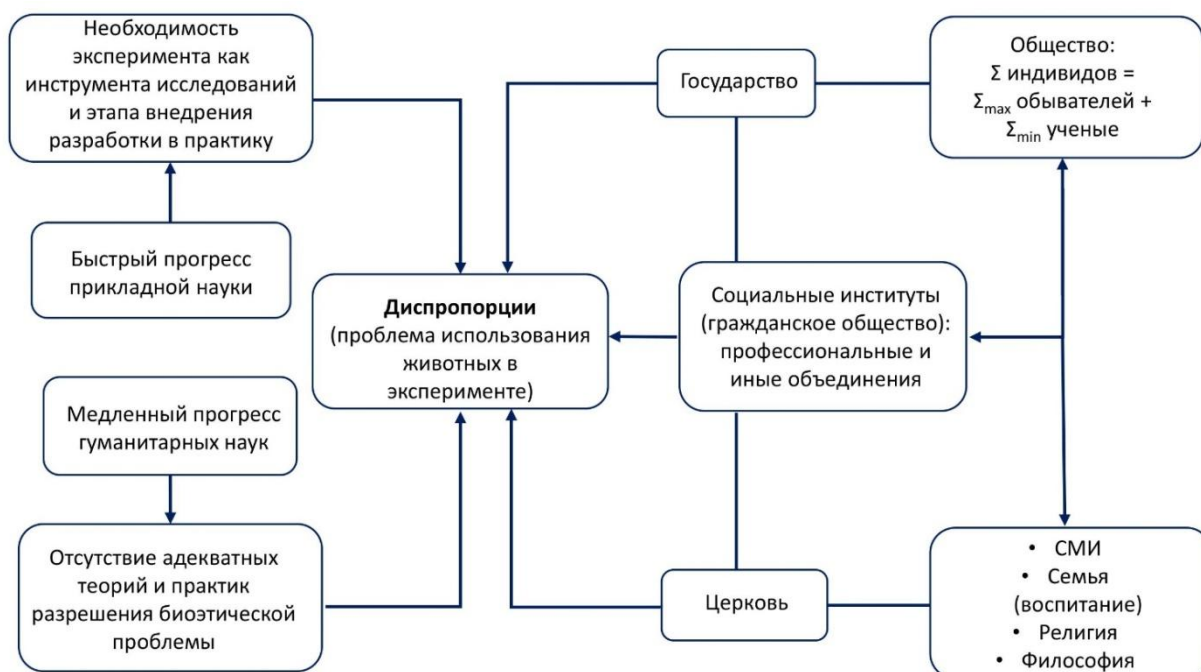 Необходимость
эксперимента как
инструмента исследований
и этапа внедрения
разработки в практику
Быстрый прогресс
прикладной науки
Медленный прогресс
гуманитарных наук
Отсутствие адекватных
теорий и практик
разрешения биоэтической
проблемы
Диспропорции
(проблема использования
животных в
эксперименте)
Государство
Социальные институты
(гражданское общество):
профессиональные и
иные объединения
Церковь
Общество:
Σ индивидов =
Σmax обывателей +
Σmin ученые
• СМИ
• Семья
(воспитание)
• Религия
• Философия